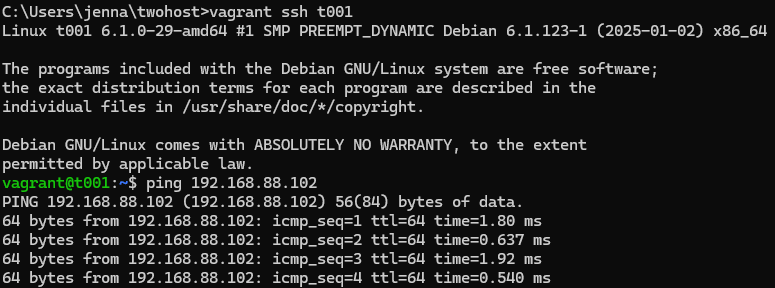 C:\Users\jenna\twohost>vagrant ssh t001
Linux t001 6.1.0-29-amd64 #1 SMP PREEMPT_DYNAMIC Debian 6.1.123-1 (2025-01-02) x86_64
The programs included with the Debian GNU/Linux system are free software;
the exact distribution terms for each program are described in the
individual files in /usr/share/doc/*/copyright.
Debian GNU/Linux comes with ABSOLUTELY NO WARRANTY, to the extent
permitted by applicable law.
vagrant@t001:~$ ping 192.168.88.102
PING 192.168.88.102 (192.168.88.102) 56(84) bytes of data.
64 bytes from 192.168.88.102: icmp_seq=1 ttl=64 time=1.80 ms
64 bytes from 192.168.88.102: icmp_seq=2 ttl=64 time=0.637 ms
64 bytes from 192.168.88.102: icmp_seq=3 ttl=64 time=1.92 ms
64 bytes from 192.168.88.102: icmp_seq=4 ttl=64 time=0.540 ms